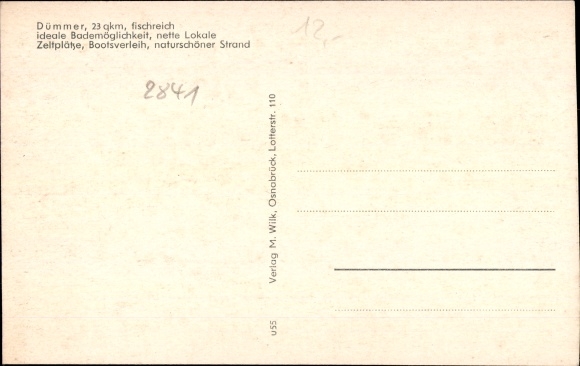 Dümmer, 23 qkm, fischreich
ideale Bademöglichkeit, nette Lokale
Zeltplätze, Bootsverleih, naturschöner Strand
12,-
2841
Verlag M. Wilk, Osnabrück, Lotterstr. 110
U 55